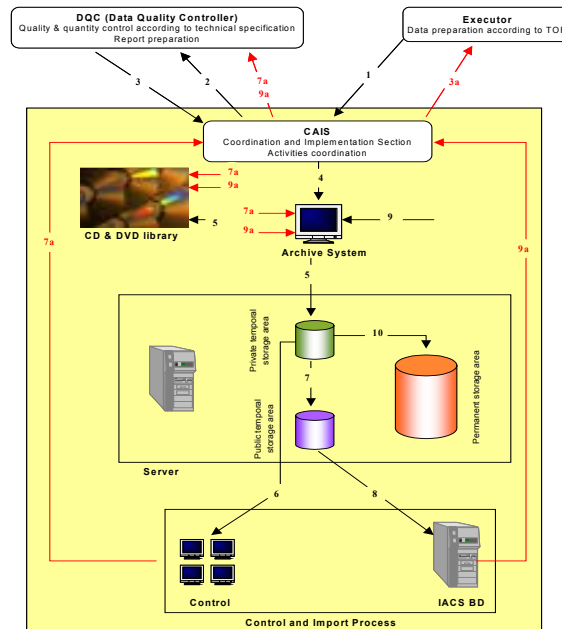 DQC (Data Quality Controller)
Quality & quantity control according to technical specification
Report preparation
Executor
Data preparation according to TOR
3
2
7a
9a
1
3a
CAIS
Coordination and Implementation Section
Activities coordination
4
7a
9a
5
CD & DVD library
7a
9a
9
Archive System
7a
9a
5
Private temporal
storage area
10
7
Public temporal
storage area
Permanent storage area
Server
6
8
Control
IACS BD
Control and Import Process